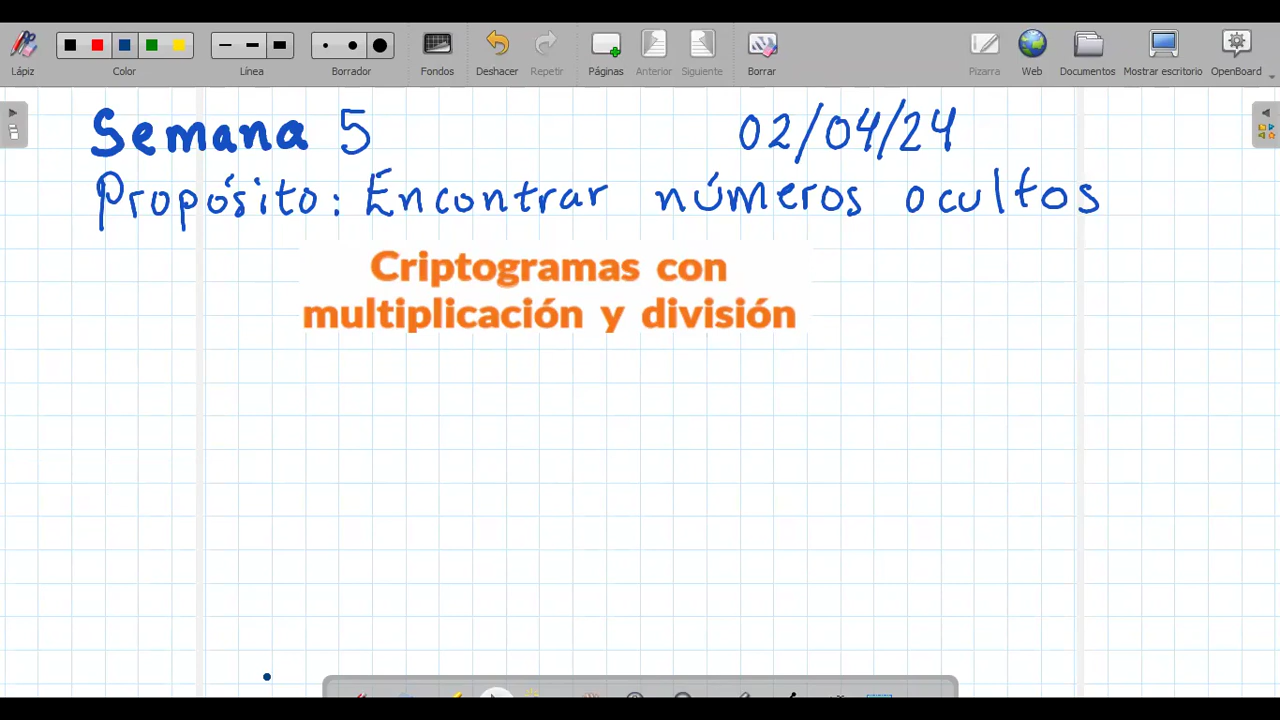 Lápiz Color Línea Borrador Fondos Deshacer Repetir Páginas Anterior Siguiente Borrar Pizarra Web Documentos Mostrar escritorio OpenBoard
Semana 5 02/04/24
Propósito: Encontrar números ocultos
Criptogramas con
multiplicación y división